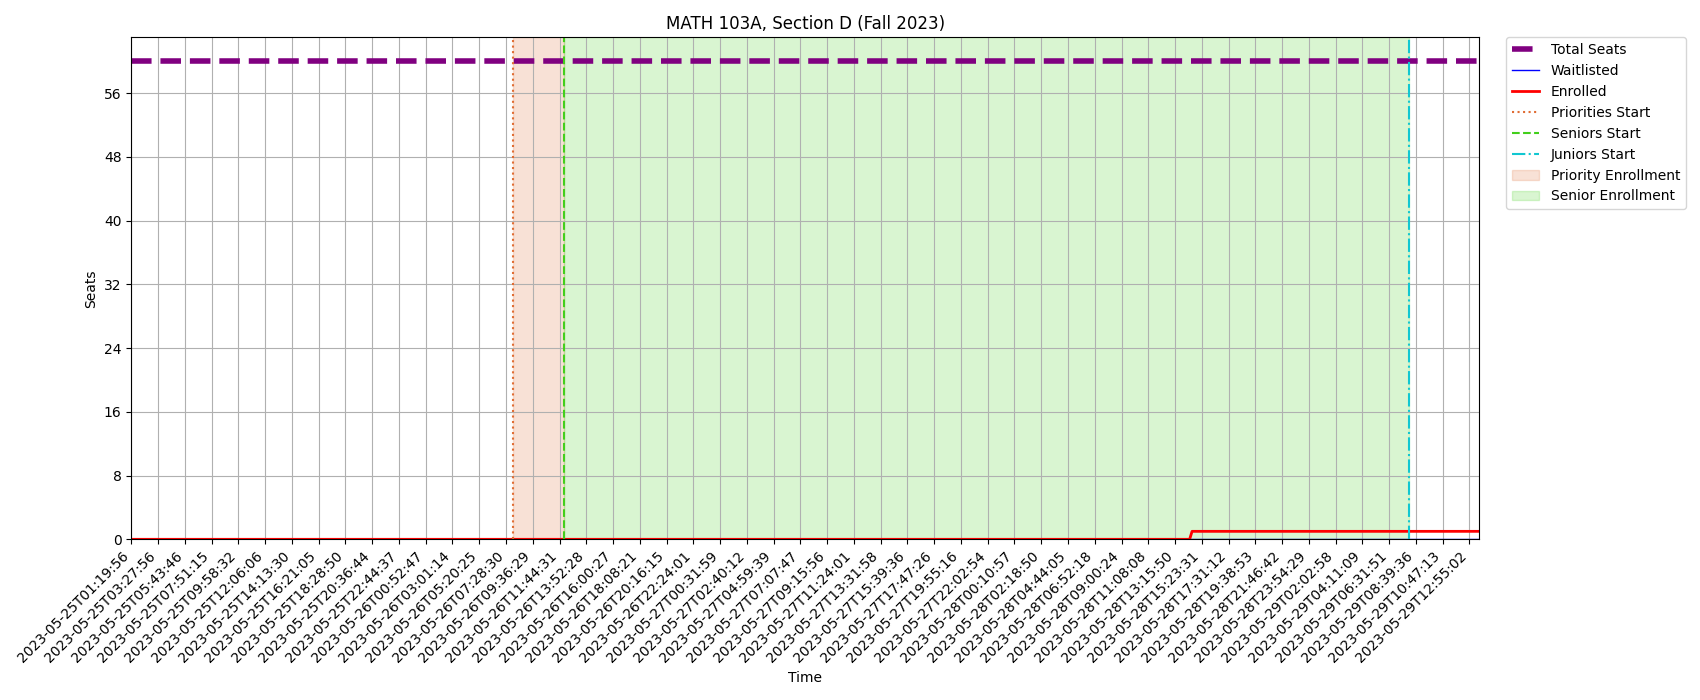 MATH 103A, Section D (Fall 2023)
Total Seats
Waitlisted
Enrolled
Priorities Start
Seniors Start
Juniors Start
Priority Enrollment
Senior Enrollment
Seats
56
48
40
32
24
16
8
0
2023-05-25T01:19:56
2023-05-25T03:27:56
2023-05-25T05:43:46
2023-05-25T07:51:15
2023-05-25T09:58:32
2023-05-25T12:06:06
2023-05-25T14:13:30
2023-05-25T16:21:05
2023-05-25T18:28:50
2023-05-25T20:36:44
2023-05-25T22:44:37
2023-05-26T00:52:47
2023-05-26T03:01:14
2023-05-26T05:20:25
2023-05-26T07:28:30
2023-05-26T09:36:29
2023-05-26T11:44:31
2023-05-26T13:52:28
2023-05-26T16:00:27
2023-05-26T18:08:21
2023-05-26T20:16:15
2023-05-26T22:24:01
2023-05-27T00:31:59
2023-05-27T02:40:12
2023-05-27T04:59:39
2023-05-27T07:07:47
2023-05-27T09:15:56
2023-05-27T11:24:01
2023-05-27T13:31:58
2023-05-27T15:39:36
2023-05-27T17:47:26
2023-05-27T19:55:16
2023-05-27T22:02:54
2023-05-28T00:10:57
2023-05-28T02:18:50
2023-05-28T04:44:05
2023-05-28T06:52:18
2023-05-28T09:00:24
2023-05-28T11:08:08
2023-05-28T13:15:50
2023-05-28T15:23:31
2023-05-28T17:31:12
2023-05-28T19:38:53
2023-05-28T21:46:42
2023-05-28T23:54:29
2023-05-29T02:02:58
2023-05-29T04:11:09
2023-05-29T06:31:51
2023-05-29T08:39:36
2023-05-29T10:47:13
2023-05-29T12:55:02
Time